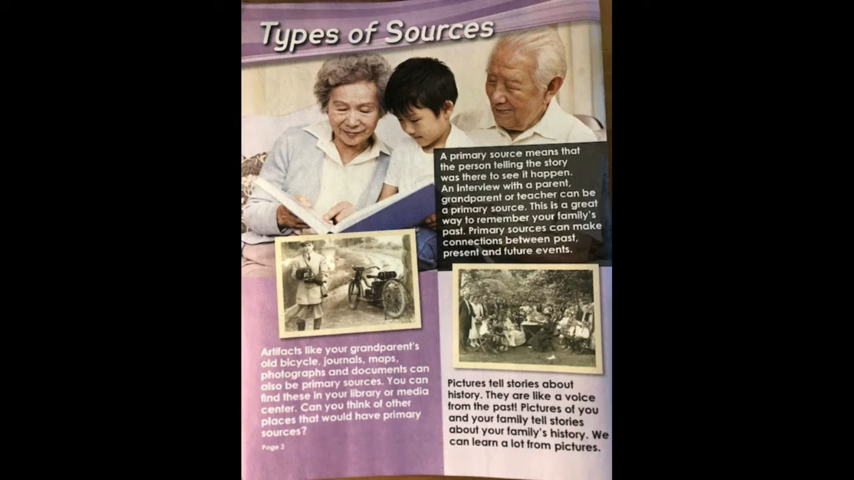 Types of Sources
A primary source means that
the person telling the story
was there to see it happen.
An interview with a parent,
grandparent or teacher can be
a primary source. This is a great
way to remember your family's
past. Primary sources can make
connections between past,
present and future events.
Artifacts like your grandparent's
old bicycle, journals, maps,
photographs and documents can
also be primary sources. You can
find these in your library or media
center. Can you think of other
places that would have primary
sources?
Page 3
Pictures tell stories about
history. They are like a voice
from the past! Pictures of you
and your family tell stories
about your family's history. We
can learn a lot from pictures.